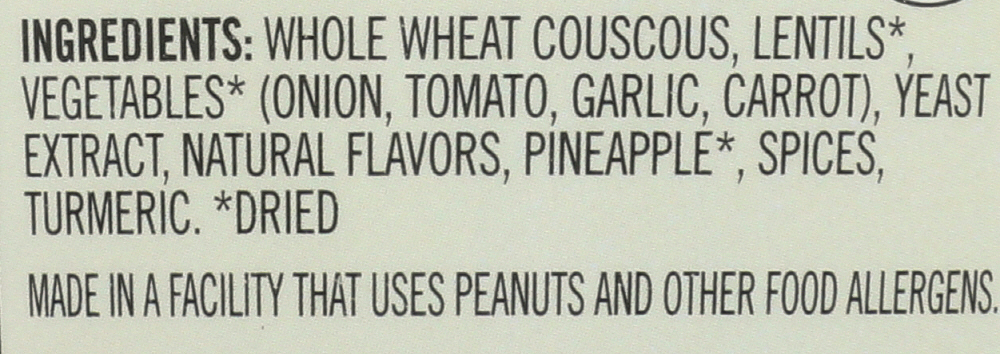 INGREDIENTS: WHOLE WHEAT COUSCOUS, LENTILS*,
VEGETABLES* (ONION, TOMATO, GARLIC, CARROT), YEAST
EXTRACT, NATURAL FLAVORS, PINEAPPLE*, SPICES,
TURMERIC. *DRIED
MADE IN A FACILITY THAT USES PEANUTS AND OTHER FOOD ALLERGENS.